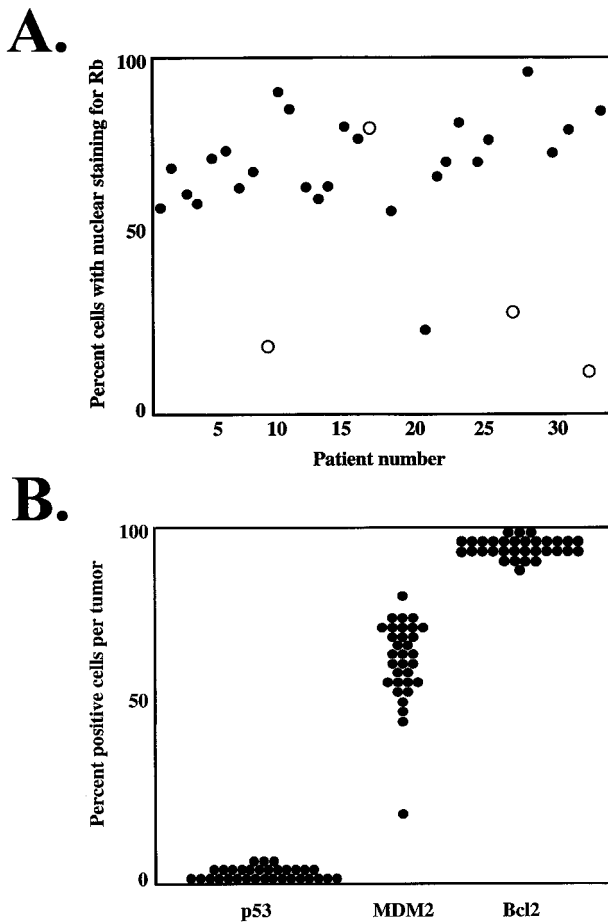 A.
Percent cells with nuclear staining for Rb
100
50
0
5 10 15 20 25 30
Patient number
B.
Percent positive cells per tumor
100
50
0
p53 MDM2 Bcl2